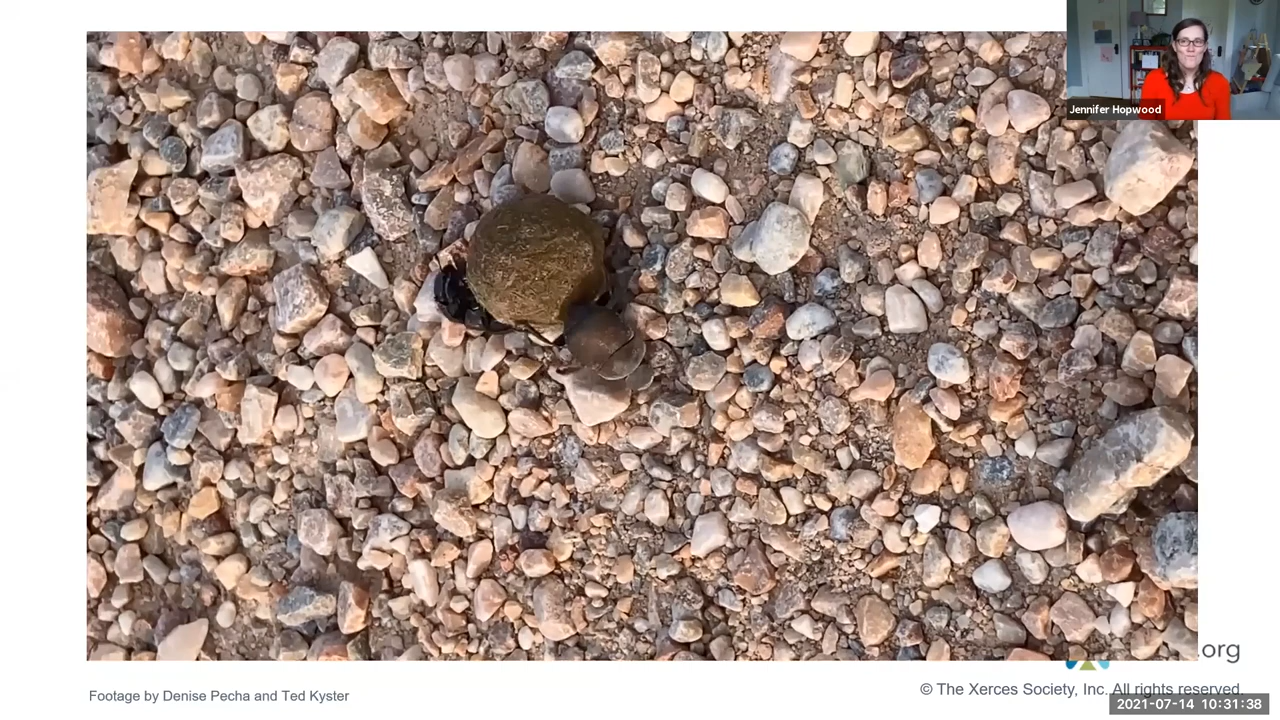 Jennifer Hopwood
.org
Footage by Denise Pecha and Ted Kyster
© The Xerces Society, Inc. All rights reserved.
2021-07-14 10:31:38